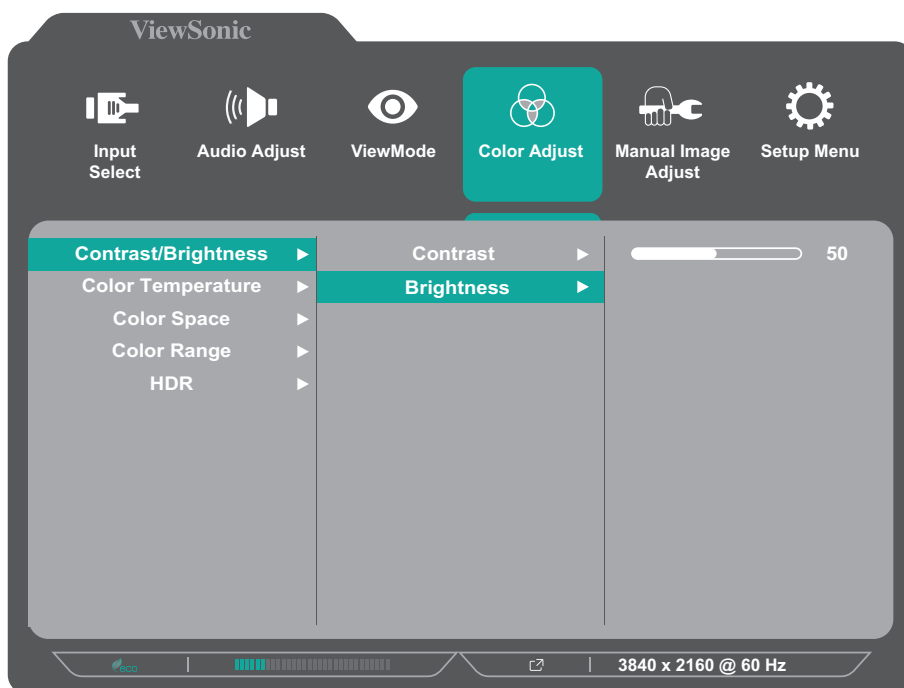 ViewSonic
Input Select
Audio Adjust
ViewMode
Color Adjust
Manual Image Adjust
Setup Menu
Contrast/Brightness
Color Temperature
Color Space
Color Range
HDR
Contrast
Brightness
50
eco
3840 x 2160 @ 60 Hz